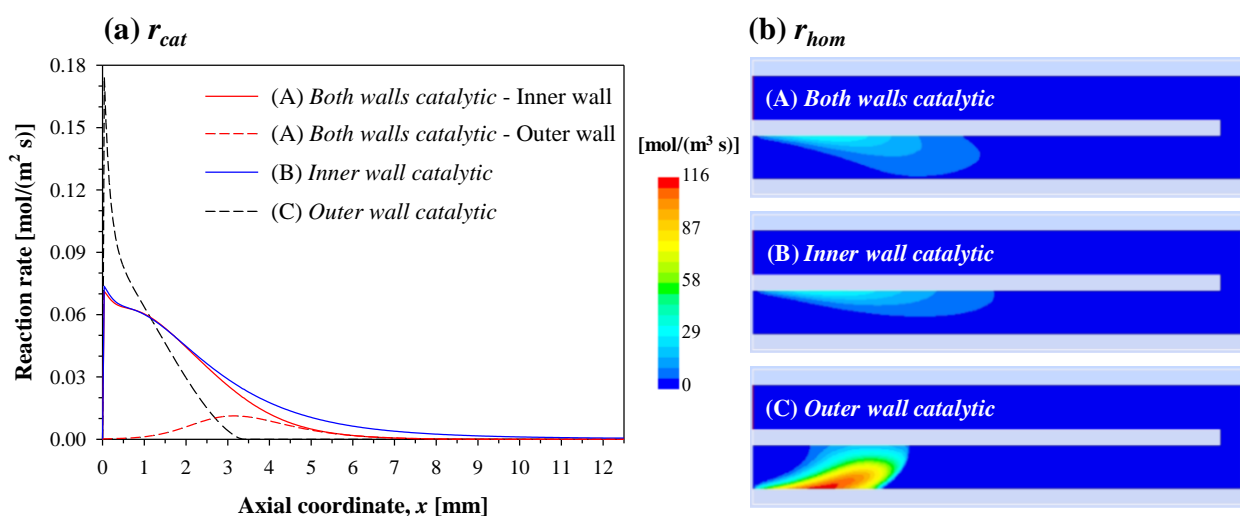 (a) r_cat
Reaction rate [mol/(m² s)]
0.18
0.15
0.12
0.09
0.06
0.03
0.00
(A) Both walls catalytic - Inner wall
(A) Both walls catalytic - Outer wall
(B) Inner wall catalytic
(C) Outer wall catalytic
0 1 2 3 4 5 6 7 8 9 10 11 12
Axial coordinate, x [mm]
(b) r_hom
[mol/(m³ s)]
116
87
58
29
0
(A) Both walls catalytic
(B) Inner wall catalytic
(C) Outer wall catalytic